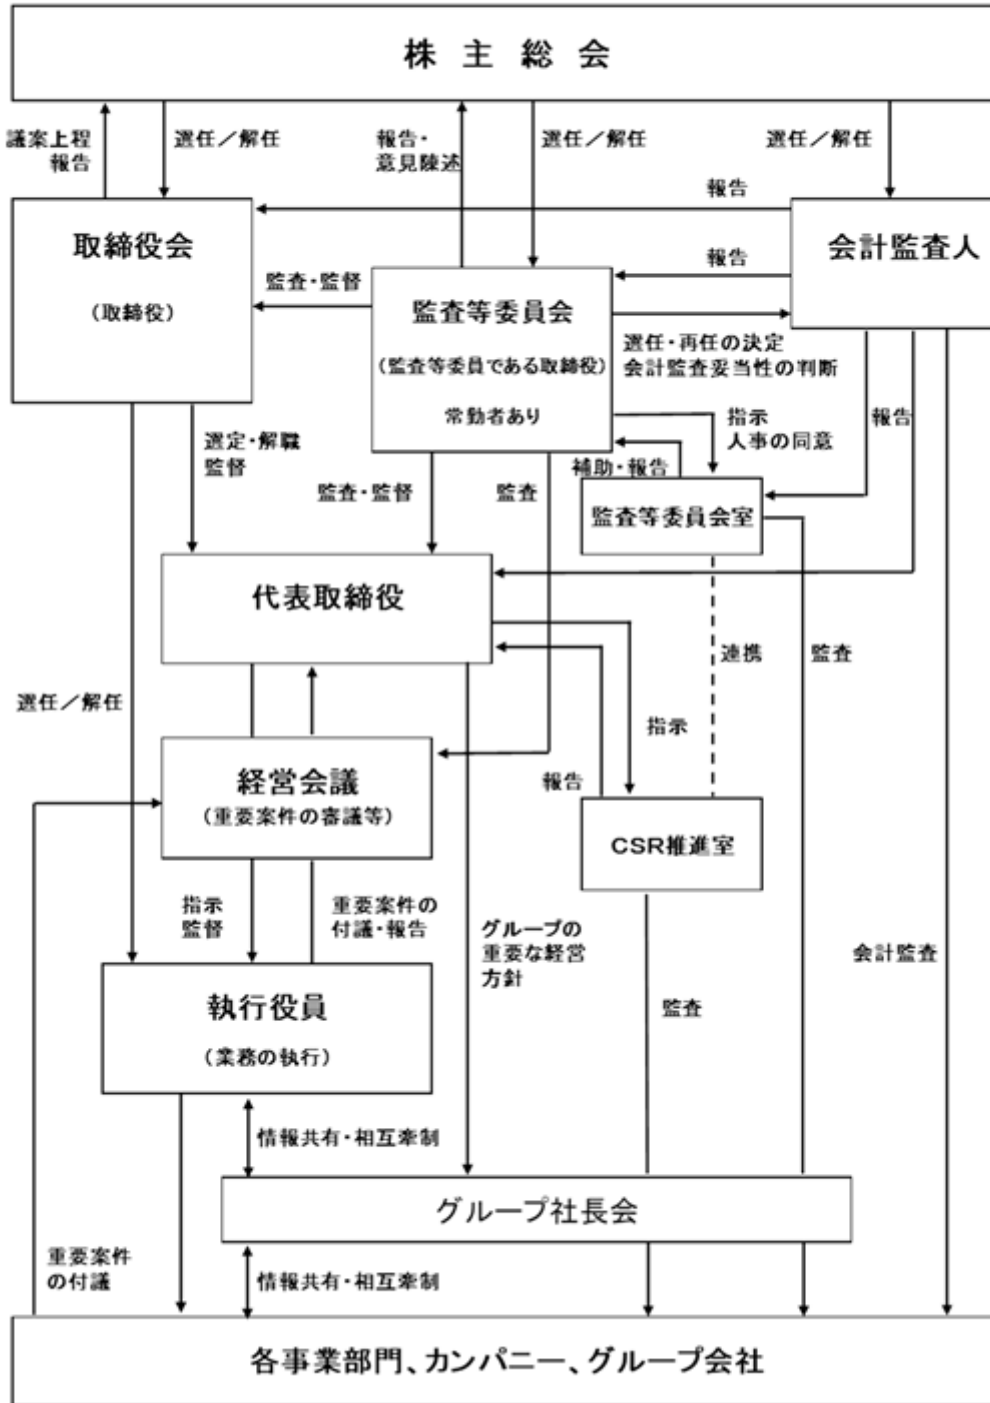 株主総会
議案上程
報告
選任／解任
報告・
意見陳述
選任／解任
選任／解任
報告
取締役会
（取締役）
会計監査人
報告
監査・監督
監査等委員会
（監査等委員である取締役）
常勤者あり
選任・再任の決定
会計監査妥当性の判断
選定・解職
監督
監査・監督
監査
指示
人事の同意
報告
補助・報告
監査等委員会室
代表取締役
連携
監査
選任／解任
指示
経営会議
（重要案件の審議等）
報告
CSR推進室
指示
監督
重要案件の
付議・報告
グループの
重要な経営
方針
会計監査
監査
執行役員
（業務の執行）
情報共有・相互牽制
グループ社長会
重要案件
の付議
情報共有・相互牽制
各事業部門、カンパニー、グループ会社